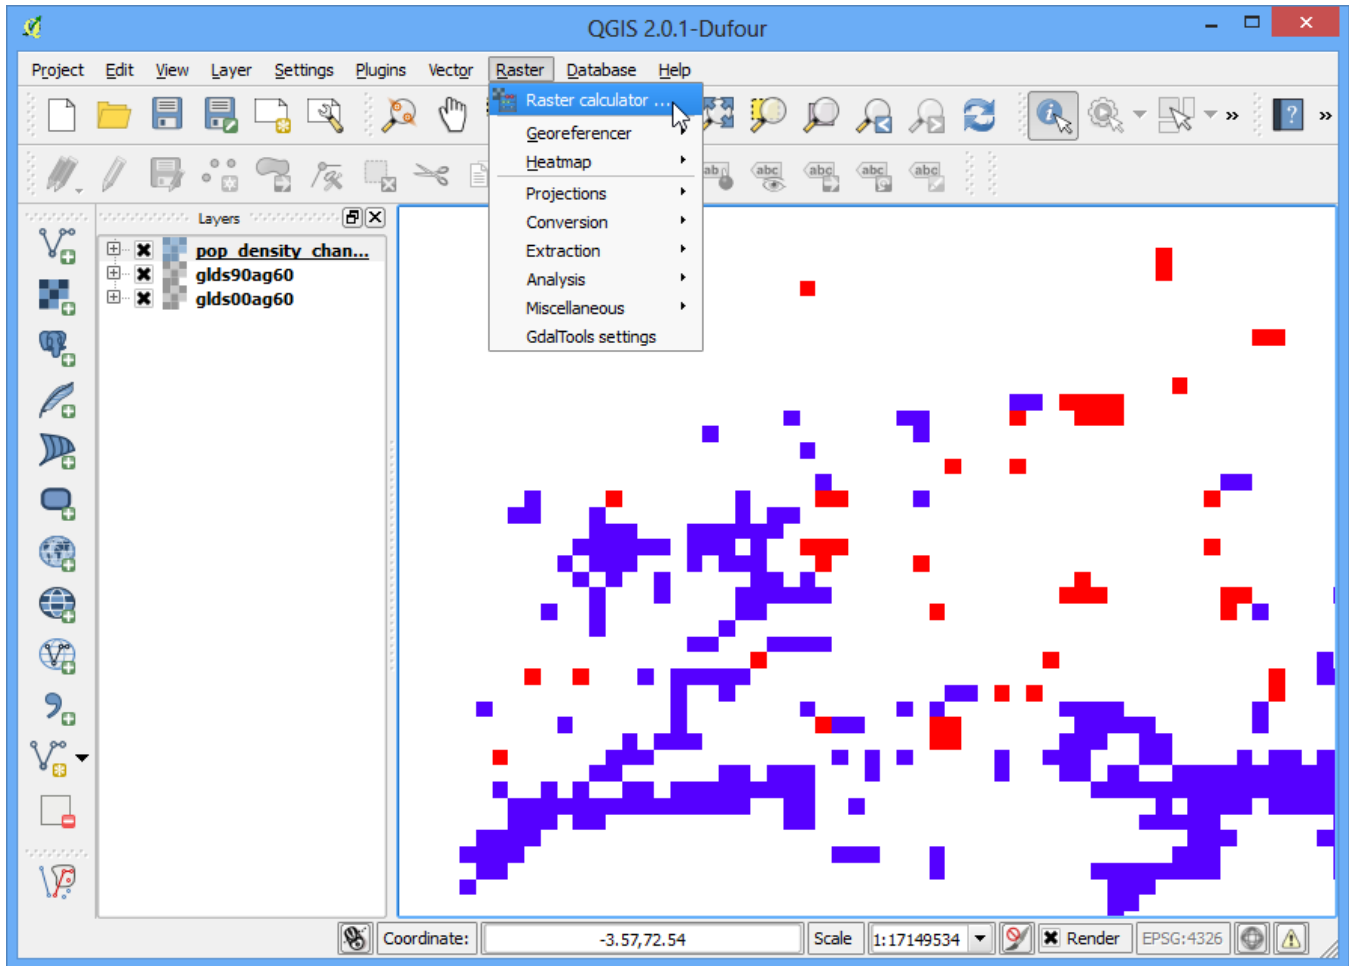 QGIS 2.0.1-Dufour
Project Edit View Layer Settings Plugins Vector Raster Database Help
Raster calculator ...
Georeferencer
Heatmap
Projections
Conversion
Extraction
Analysis
Miscellaneous
GdalTools settings
abc abc abc abc
Layers
pop_density_chan...
glds90ag60
glds00ag60
Coordinate: -3.57,72.54 Scale 1:17149534 Render EPSG:4326